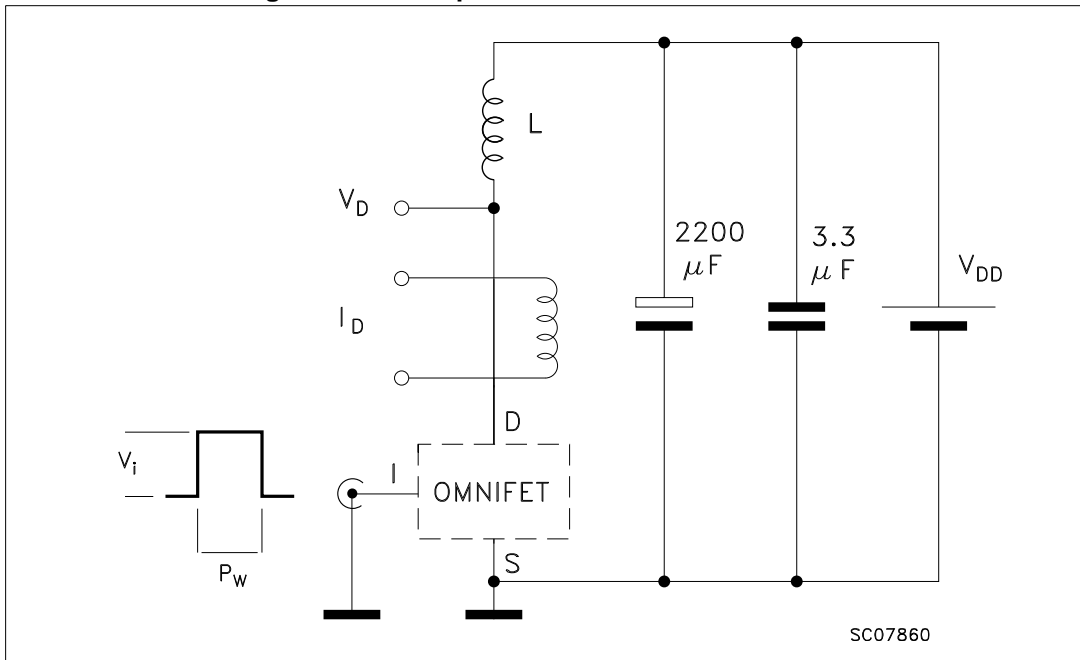 L
V_D
2200
μF
3.3
μF
V_DD
I_D
D
V_i
I
OMNIFET
P_W
S
SC07860